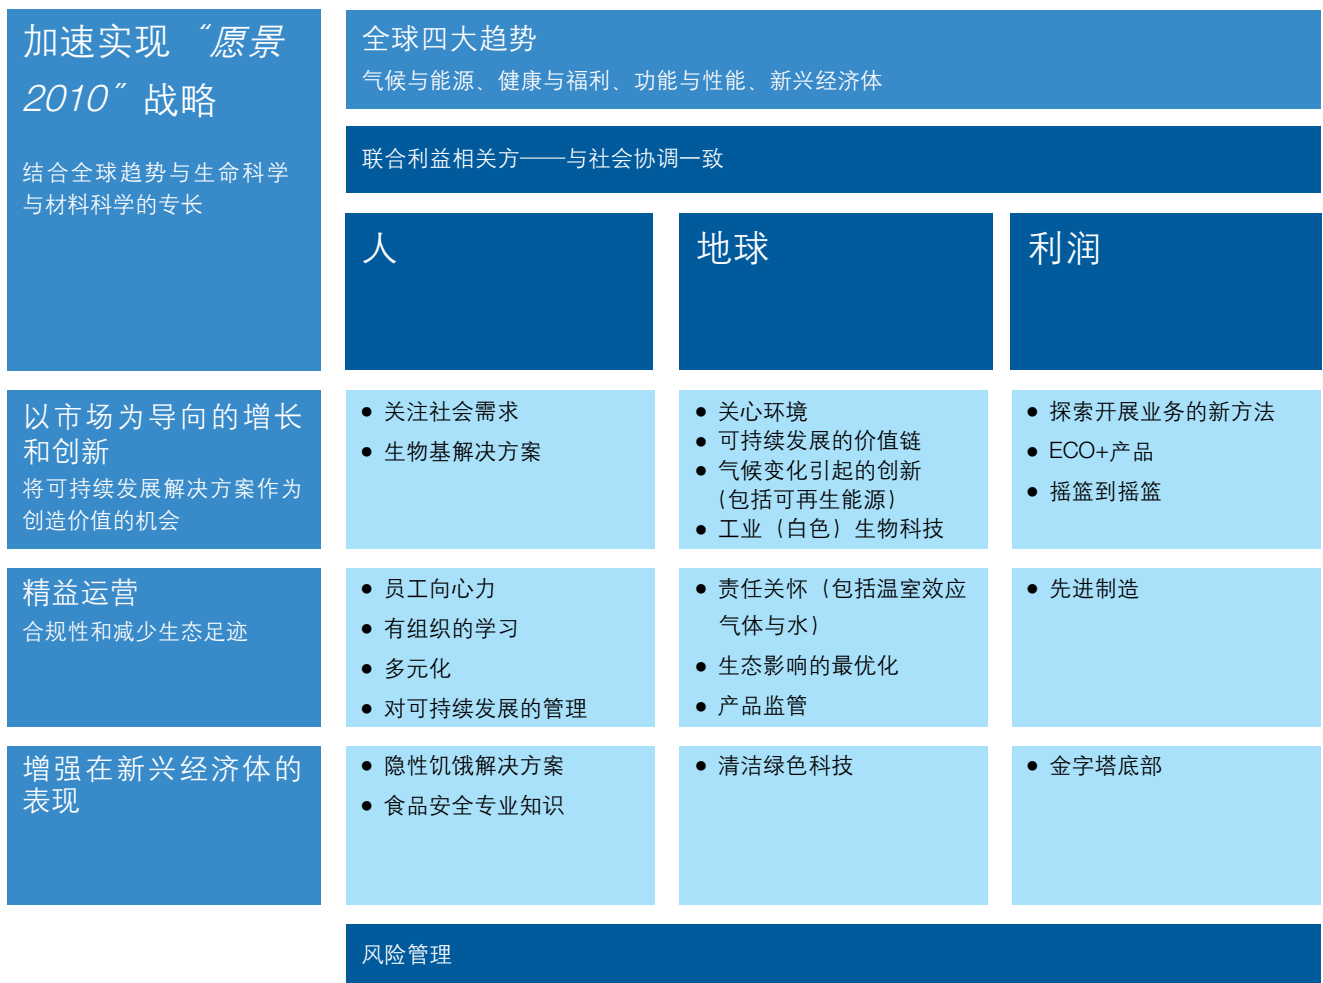 加速实现“愿景
2010”战略
结合全球趋势与生命科学
与材料科学的专长
全球四大趋势
气候与能源、健康与福利、功能与性能、新兴经济体
联合利益相关方——与社会协调一致
人
地球
利润
以市场为导向的增长
和创新
将可持续发展解决方案作为
创造价值的机会
● 关注社会需求
● 生物基解决方案
● 关心环境
● 可持续发展的价值链
● 气候变化引起的创新
（包括可再生能源）
● 工业（白色）生物科技
● 探索开展业务的新方法
● ECO+产品
● 摇篮到摇篮
精益运营
合规性和减少生态足迹
● 员工向心力
● 有组织的学习
● 多元化
● 对可持续发展的管理
● 责任关怀（包括温室效应
气体与水）
● 生态影响的最优化
● 产品监管
● 先进制造
增强在新兴经济体的
表现
● 隐性饥饿解决方案
● 食品安全专业知识
● 清洁绿色科技
● 金字塔底部
风险管理